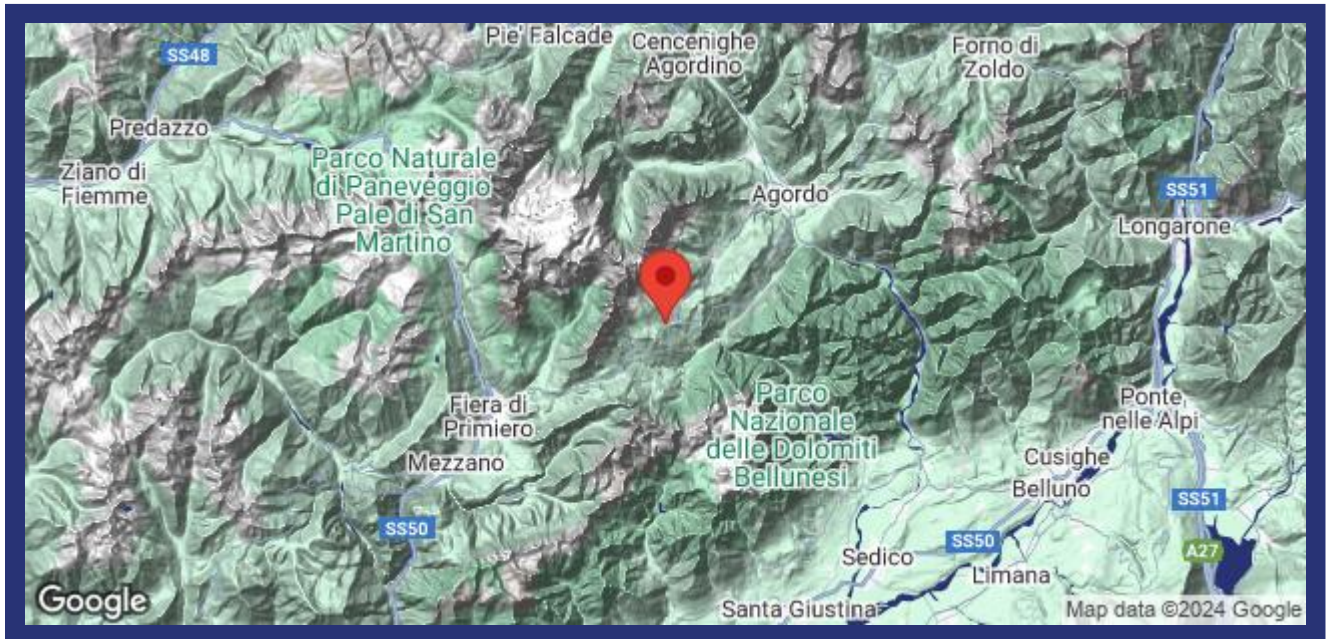 Pie' Falcade
Cencenighe
Agordino
Forno di
Zoldo
SS48
Predazzo
Ziano di
Fiemme
Parco Naturale
di Paneveggio
Pale di San
Martino
Agordo
SS51
Longarone
Fiera di
Primiero
Mezzano
Parco
Nazionale
delle Dolomiti
Bellunesi
Ponte
nelle Alpi
Cusighe
Belluno
SS51
SS50
SS50
A27
Sedico
Limana
Santa Giustina
Google
Map data ©2024 Google